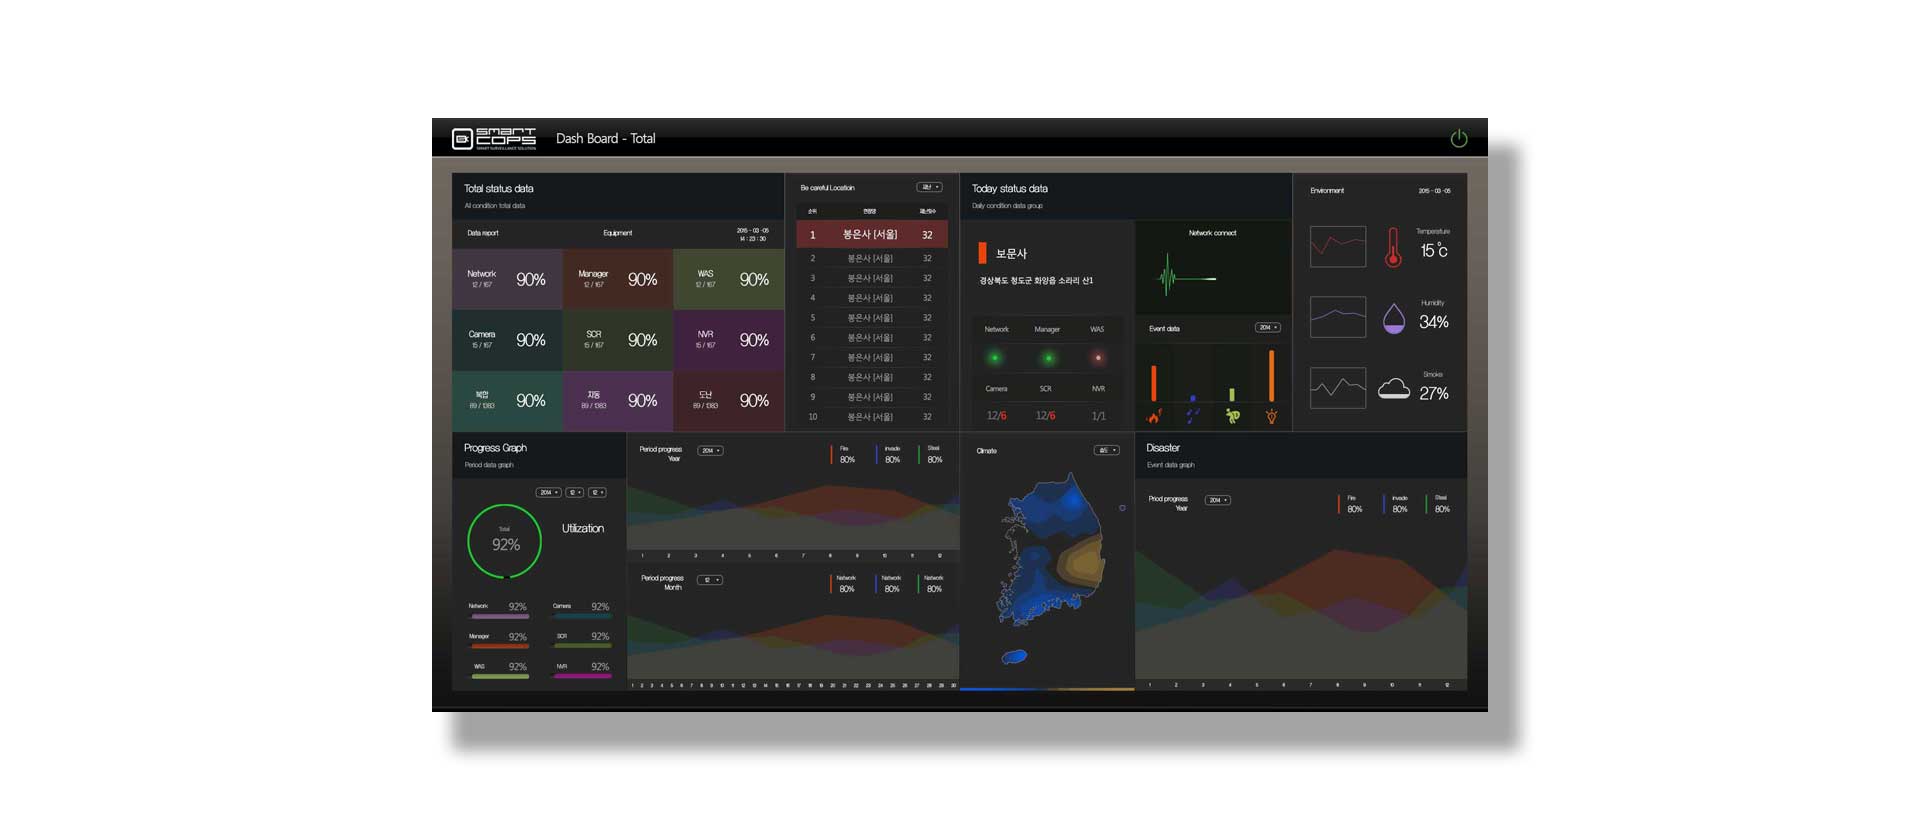 SMART COPS
SMART SURVEILLANCE SOLUTION
Dash Board - Total
Total status data
All condition total data
Data report
Equipment
2015 - 03 -05
14 : 23 : 30
Network
12 / 167
90%
Manager
12 / 167
90%
WAS
12 / 167
90%
Camera
15 / 167
90%
SCR
15 / 167
90%
NVR
15 / 167
90%
복합
89 / 1383
90%
지동
89 / 1383
90%
도난
89 / 1383
90%
Be careful Locatioin
재난
순위
현황명
재난횟수
1 봉은사 [서울] 32
2 봉은사 [서울] 32
3 봉은사 [서울] 32
4 봉은사 [서울] 32
5 봉은사 [서울] 32
6 봉은사 [서울] 32
7 봉은사 [서울] 32
8 봉은사 [서울] 32
9 봉은사 [서울] 32
10 봉은사 [서울] 32
Today status data
Daily condition data group
보문사
경상북도 청도군 화양읍 소라리 산1
Network Manager WAS
Camera SCR NVR
12/6 12/6 1/1
Network connect
Event data
2014
Environment
2015 - 03 -05
Temperature
15℃
Humidity
34%
Smoke
27%
Progress Graph
Period data graph
2014 12 12
Total
92%
Utilization
Network 92%
Camera 92%
Manager 92%
SCR 92%
WAS 92%
NVR 92%
Period progress
Year
2014
Fire
80%
invade
80%
Steal
80%
1 2 3 4 5 6 7 8 9 10 11 12
Period progress
Month
12
Network
80%
Network
80%
Network
80%
1 2 3 4 5 6 7 8 9 10 11 12 13 14 15 16 17 18 19 20 21 22 23 24 25 26 27 28 29 30
Climate
습도
Disaster
Event data graph
Priod progress
Year
2014
Fire
80%
invade
80%
Steal
80%
1 2 3 4 5 6 7 8 9 10 11 12